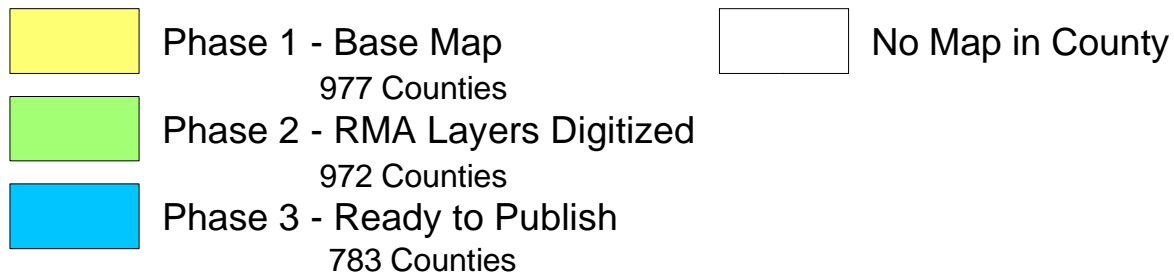 Phase 1 - Base Map
977 Counties
Phase 2 - RMA Layers Digitized
972 Counties
Phase 3 - Ready to Publish
783 Counties
No Map in County